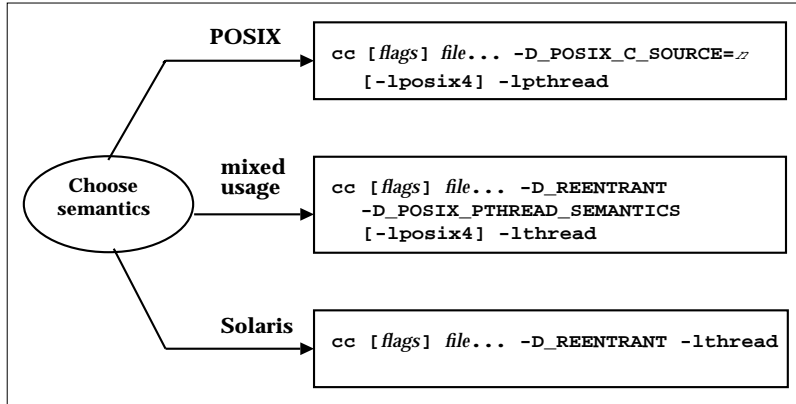 POSIX
cc [flags] file... -D_POSIX_C_SOURCE=n
[-lposix4] -lpthread
Choose
semantics
mixed
usage
cc [flags] file... -D_REENTRANT
-D_POSIX_PTHREAD_SEMANTICS
[-lposix4] -lthread
Solaris
cc [flags] file... -D_REENTRANT -lthread